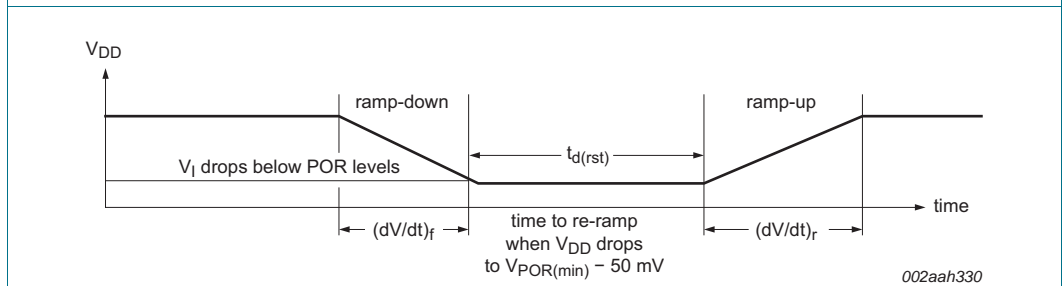 VDD
ramp-down
ramp-up
td(rst)
VI drops below POR levels
time
(dV/dt)f
time to re-ramp
when VDD drops
to VPOR(min) − 50 mV
(dV/dt)r
002aah330